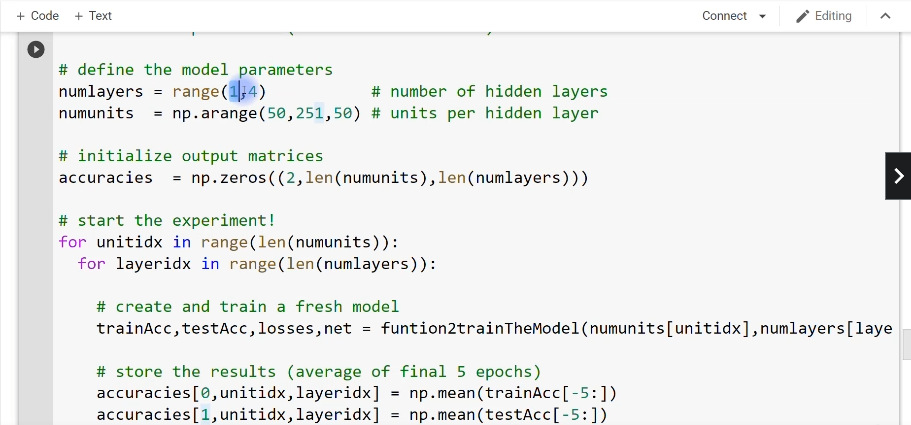 + Code + Text Connect Editing
# define the model parameters
numlayers = range(1,4) # number of hidden layers
numunits = np.arange(50,251,50) # units per hidden layer
# initialize output matrices
accuracies = np.zeros((2,len(numunits),len(numlayers)))
# start the experiment!
for unitidx in range(len(numunits)):
for layeridx in range(len(numlayers)):
# create and train a fresh model
trainAcc,testAcc,losses,net = funtion2trainTheModel(numunits[unitidx],numlayers[laye
# store the results (average of final 5 epochs)
accuracies[0,unitidx,layeridx] = np.mean(trainAcc[-5:])
accuracies[1,unitidx,layeridx] = np.mean(testAcc[-5:])